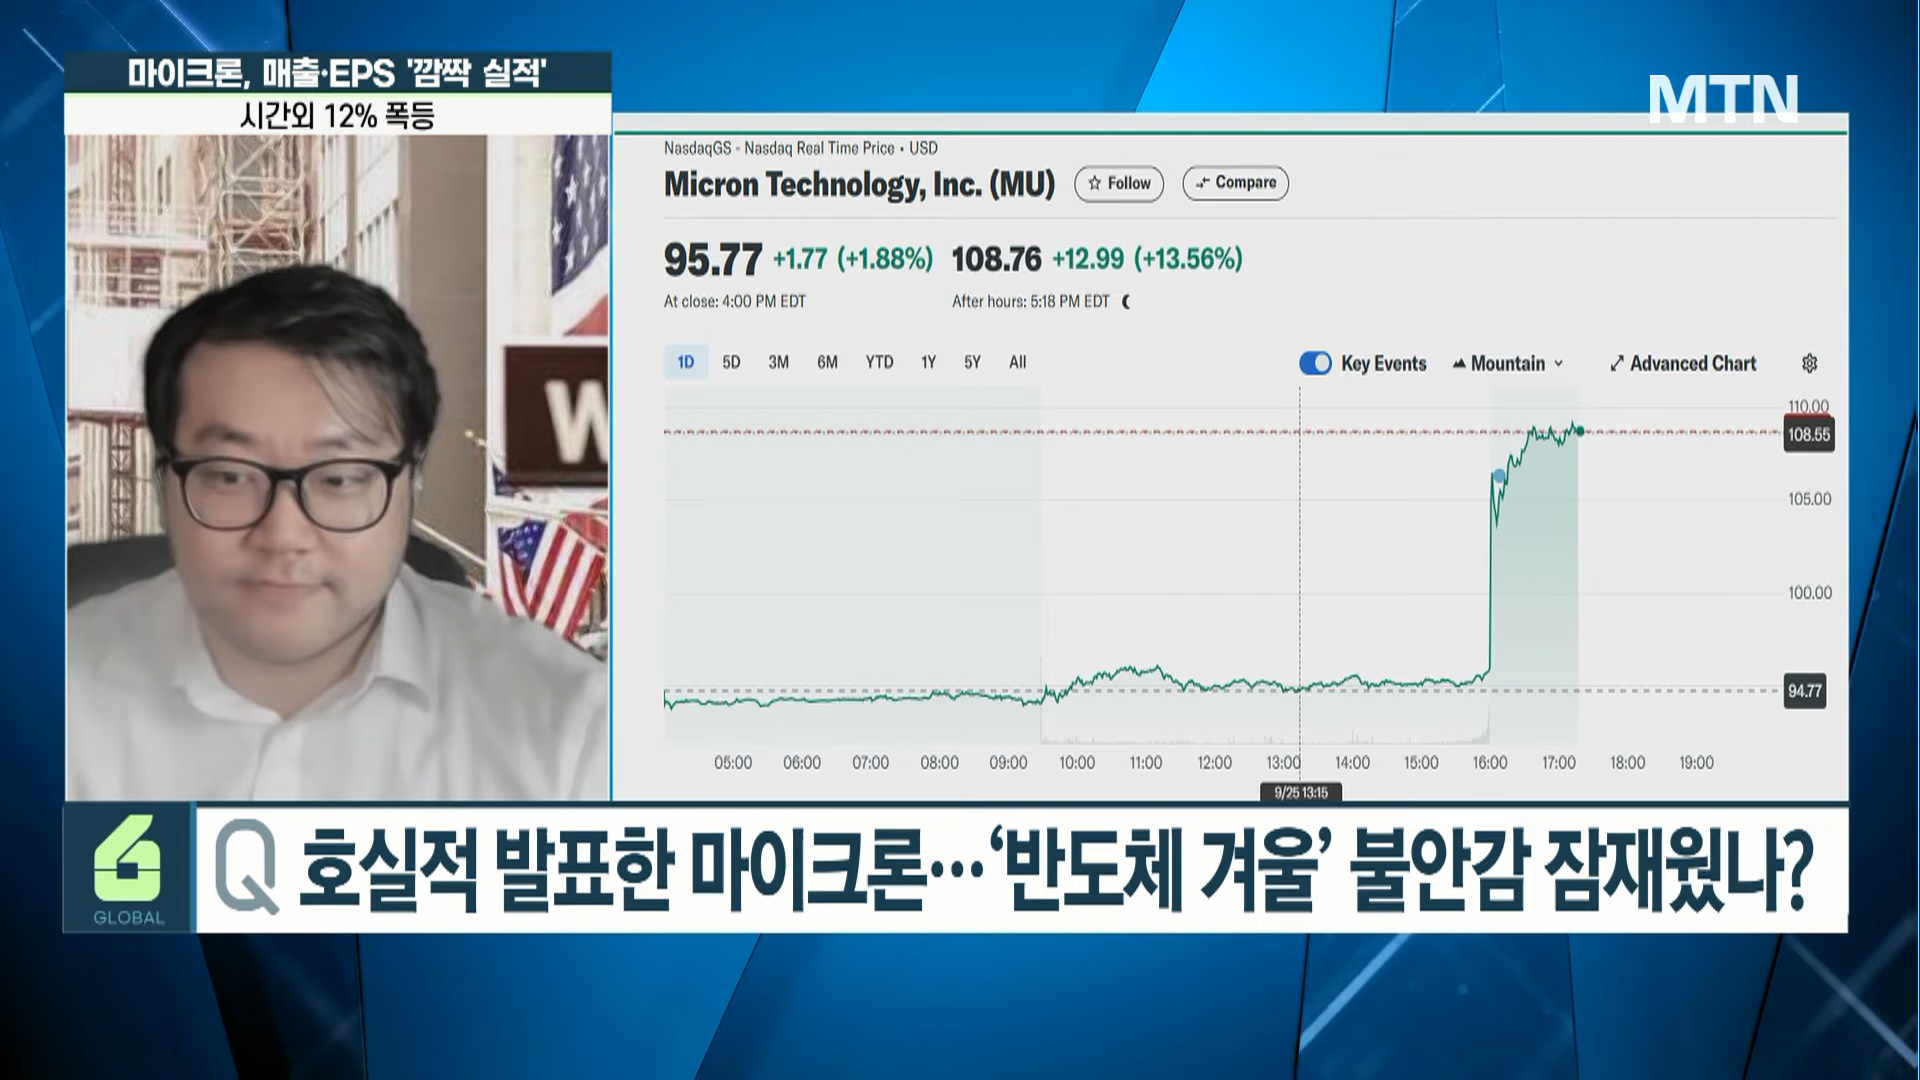 마이크론, 매출·EPS '깜짝 실적'
시간외 12% 폭등
MTN
NasdaqGS - Nasdaq Real Time Price • USD
Micron Technology, Inc. (MU)
Follow
Compare
95.77 +1.77 (+1.88%) 108.76 +12.99 (+13.56%)
At close: 4:00 PM EDT
After hours: 5:18 PM EDT
1D 5D 3M 6M YTD 1Y 5Y All
Key Events
Mountain
Advanced Chart
110.00
108.55
105.00
100.00
94.77
05:00 06:00 07:00 08:00 09:00 10:00 11:00 12:00 13:00 14:00 15:00 16:00 17:00 18:00 19:00
9/25 13:15
W
6
GLOBAL
Q 호실적 발표한 마이크론…‘반도체 겨울’ 불안감 잠재웠나?